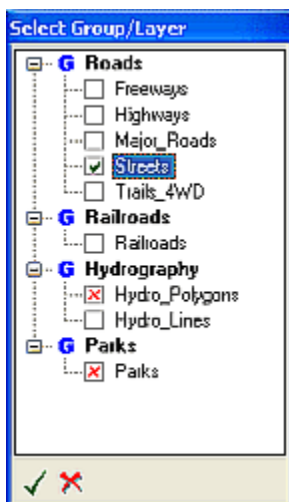 Select Group/Layer
G Roads
Freeways
Highways
Major_Roads
Streets
Trails_4WD
G Railroads
Railroads
G Hydrography
Hydro_Polygons
Hydro_Lines
G Parks
Parks